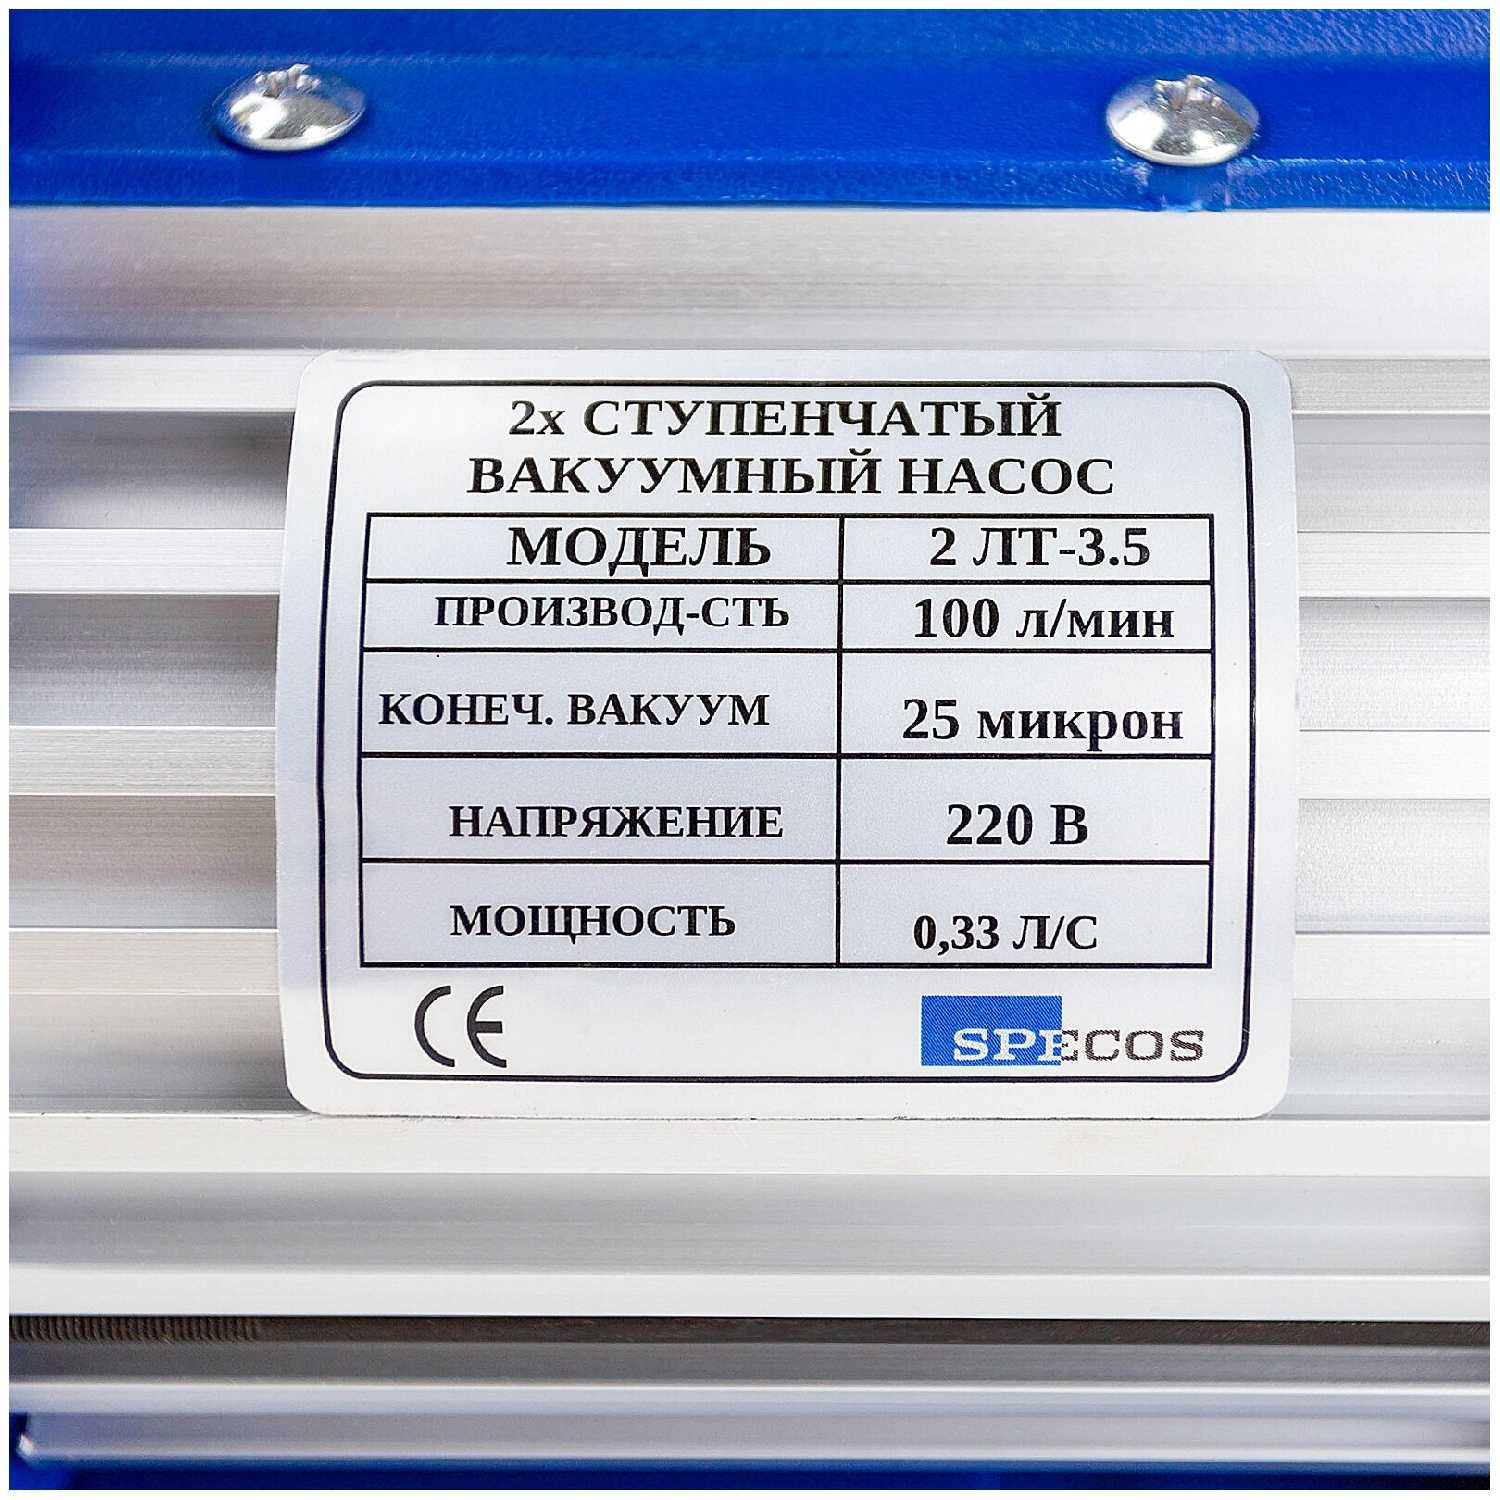 2х СТУПЕНЧАТЫЙ
ВАКУУМНЫЙ НАСОС
МОДЕЛЬ 2 ЛТ-3.5
ПРОИЗВОД-СТЬ 100 л/мин
КОНЕЧ. ВАКУУМ 25 микрон
НАПРЯЖЕНИЕ 220 В
МОЩНОСТЬ 0,33 Л/С
CE SPECOS